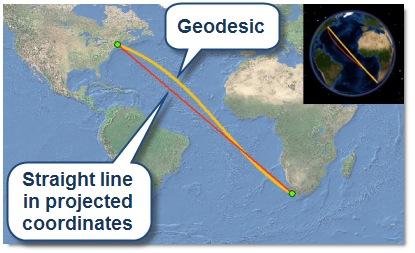 Geodesic
Straight line
in projected
coordinates